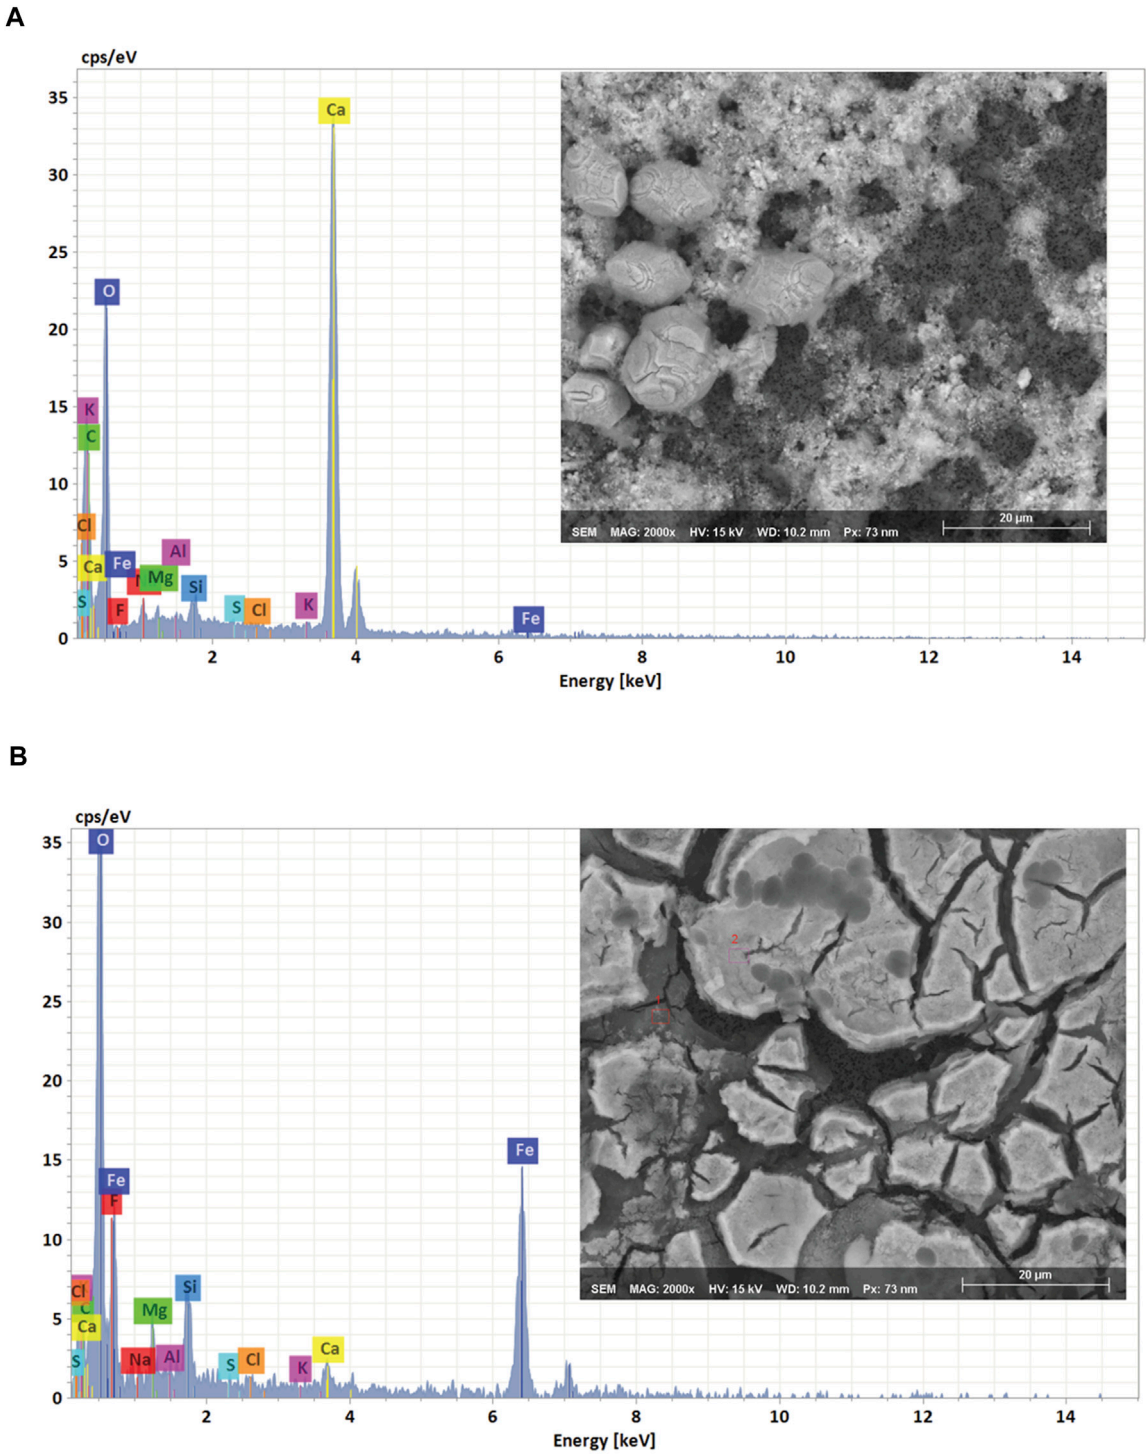 A
cps/eV
35
30
25
20
15
10
5
0
Ca
O
K
C
Cl
Ca
Fe
Al
Mg
Si
S
F
S
Cl
K
Fe
SEM MAG: 2000x HV: 15 kV WD: 10.2 mm Px: 73 nm
20 µm
2 4 6 8 10 12 14
Energy [keV]
B
cps/eV
35
30
25
20
15
10
5
0
O
2
1
Fe
Fe
F
Cl
C
Ca
Si
Mg
S
Na
Al
S
Cl
K
Ca
SEM MAG: 2000x HV: 15 kV WD: 10.2 mm Px: 73 nm
20 µm
2 4 6 8 10 12 14
Energy [keV]